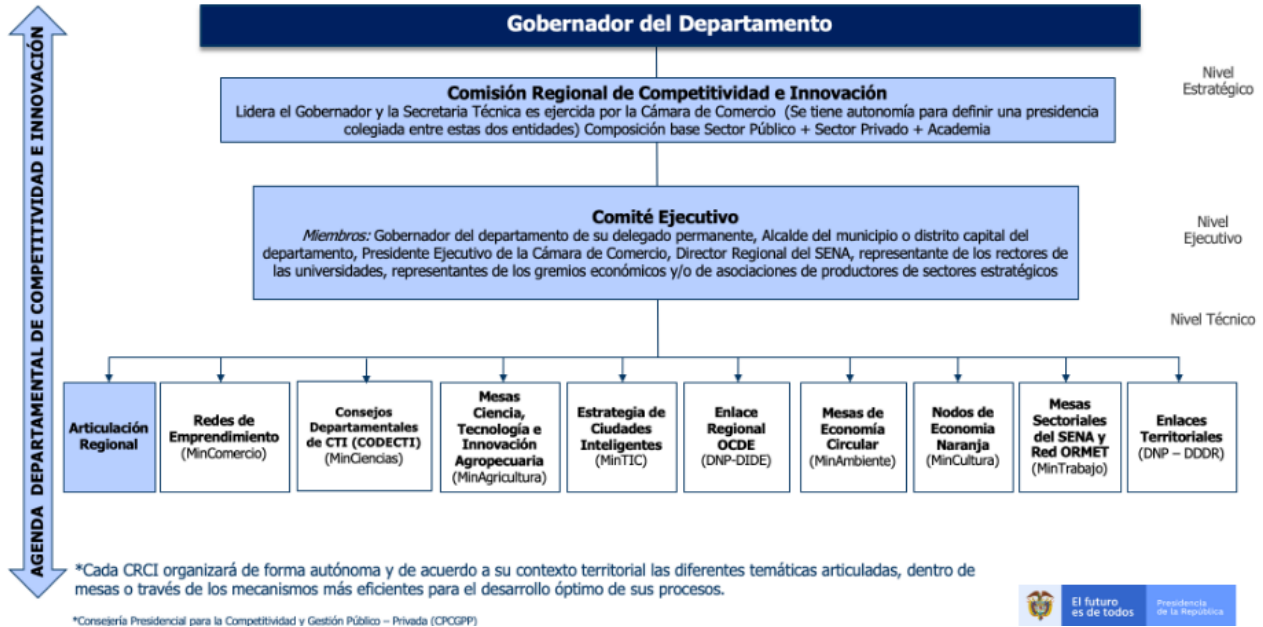 AGENDA DEPARTAMENTAL DE COMPETITIVIDAD E INNOVACIÓN
Gobernador del Departamento
Nivel
Estratégico
Comisión Regional de Competitividad e Innovación
Lidera el Gobernador y la Secretaria Técnica es ejercida por la Cámara de Comercio (Se tiene autonomía para definir una presidencia
colegiada entre estas dos entidades) Composición base Sector Público + Sector Privado + Academia
Comité Ejecutivo
Miembros: Gobernador del departamento de su delegado permanente, Alcalde del municipio o distrito capital del
departamento, Presidente Ejecutivo de la Cámara de Comercio, Director Regional del SENA, representante de los rectores de
las universidades, representantes de los gremios económicos y/o de asociaciones de productores de sectores estratégicos
Nivel
Ejecutivo
Nivel Técnico
Articulación
Regional
Redes de
Emprendimiento
(MinComercio)
Consejos
Departamentales
de CTI (CODECTI)
(MinCiencias)
Mesas
Ciencia,
Tecnología e
Innovación
Agropecuaria
(MinAgricultura)
Estrategia de
Ciudades
Inteligentes
(MinTIC)
Enlace
Regional
OCDE
(DNP-DIDE)
Mesas de
Economía
Circular
(MinAmbiente)
Nodos de
Economia
Naranja
(MinCultura)
Mesas
Sectoriales
del SENA y
Red ORMET
(MinTrabajo)
Enlaces
Territoriales
(DNP – DDDR)
*Cada CRCI organizará de forma autónoma y de acuerdo a su contexto territorial las diferentes temáticas articuladas, dentro de
mesas o través de los mecanismos más eficientes para el desarrollo óptimo de sus procesos.
*Consejería Presidencial para la Competitividad y Gestión Público – Privada (CPCGPP)
El futuro
es de todos
Presidencia
de la República